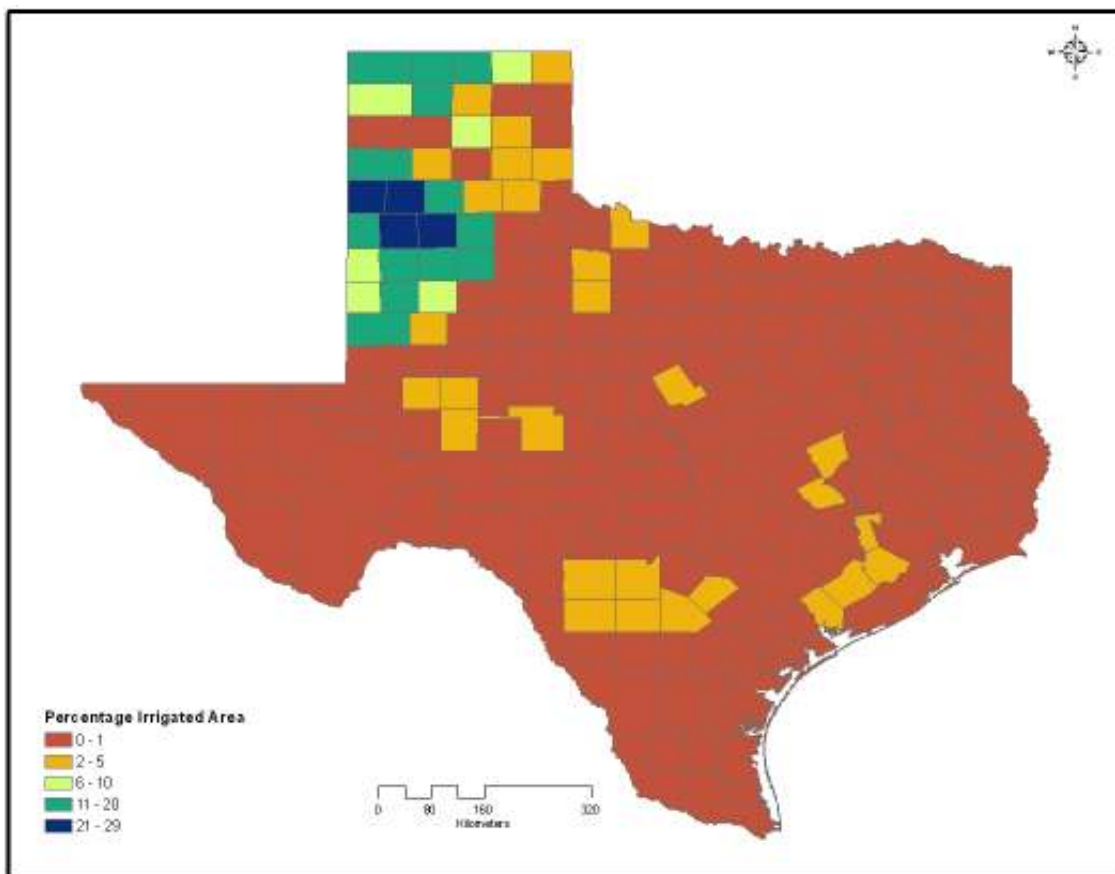 N
W
E
S
Percentage Irrigated Area
0 - 1
2 - 5
6 - 10
11 - 20
21 - 29
0 80 160 320
Kilometers